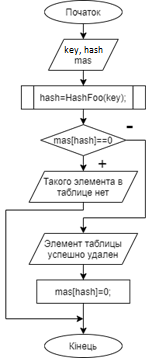 Початок
key, hash
mas
hash=HashFoo(key);
-
mas[hash]==0
+
Такого элемента в
таблице нет
Элемент таблицы
успешно удален
mas[hash]=0;
Кінець